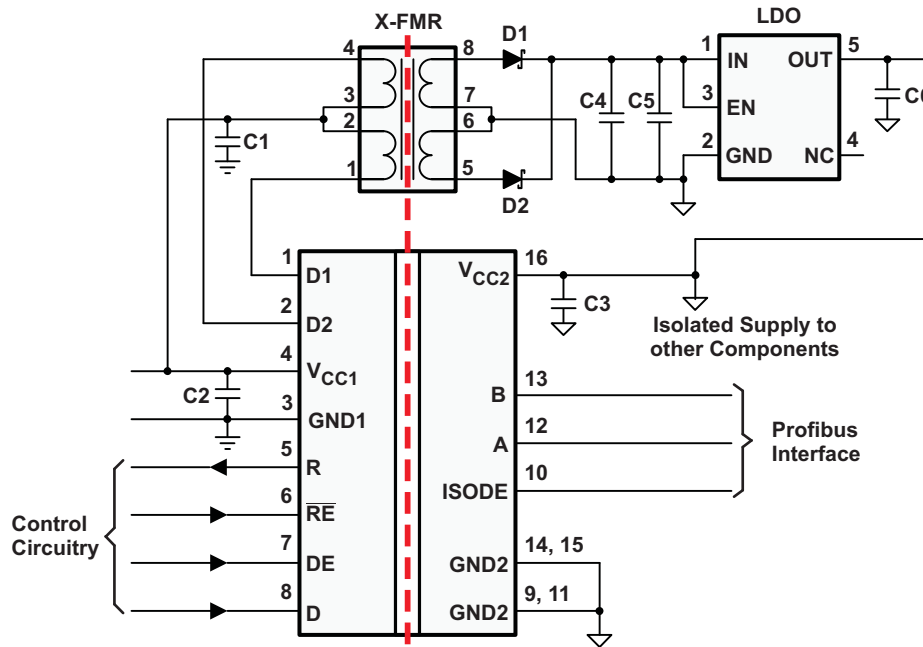 X-FMR
LDO
4
8
D1
1
IN
OUT
5
3
7
C4
C5
3
EN
C1
2
6
2
GND
NC
4
1
5
D2
1
D1
16
VCC2
C3
2
D2
Isolated Supply to
other Components
4
VCC1
C2
13
B
3
GND1
12
A
Profibus
Interface
5
R
10
ISODE
Control
Circuitry
6
RE
7
DE
14, 15
GND2
8
D
9, 11
GND2